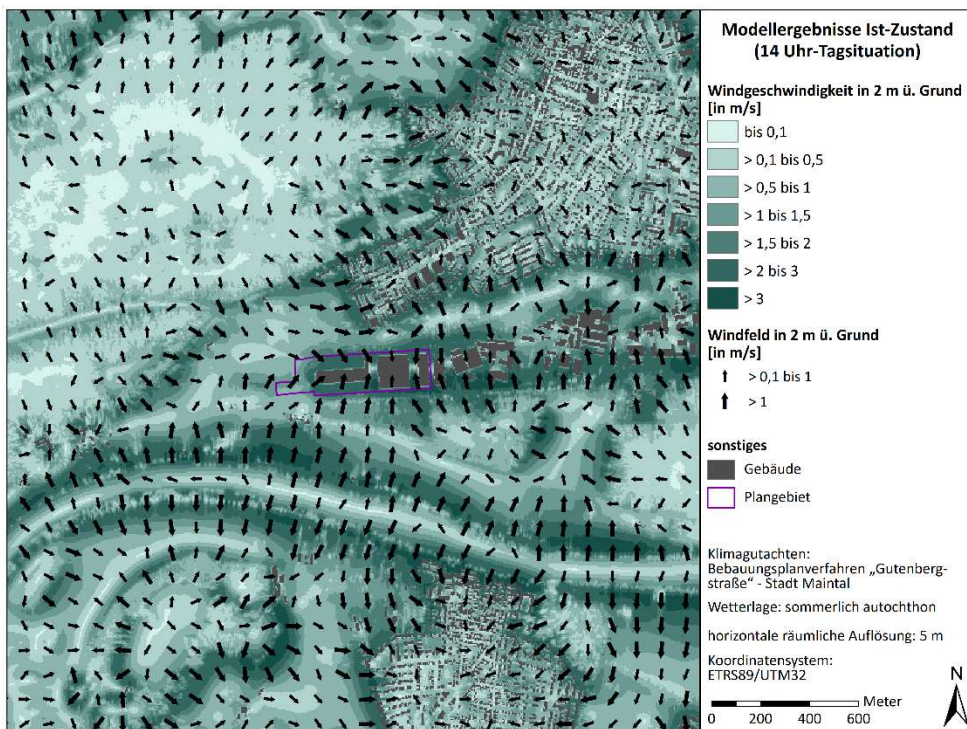 Modellergebnisse Ist-Zustand
(14 Uhr-Tagsituation)
Windgeschwindigkeit in 2 m ü. Grund
[in m/s]
bis 0,1
> 0,1 bis 0,5
> 0,5 bis 1
> 1 bis 1,5
> 1,5 bis 2
> 2 bis 3
> 3
Windfeld in 2 m ü. Grund
[in m/s]
> 0,1 bis 1
> 1
sonstiges
Gebäude
Plangebiet
Klimagutachten:
Bebauungsplanverfahren „Gutenberg-
straße“ - Stadt Maintal
Wetterlage: sommerlich autochthon
horizontale räumliche Auflösung: 5 m
Koordinatensystem:
ETRS89/UTM32
N
Meter
0 200 400 600